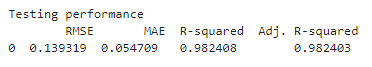 Testing performance
RMSE MAE R-squared Adj. R-squared
0 0.139319 0.054709 0.982408 0.982403